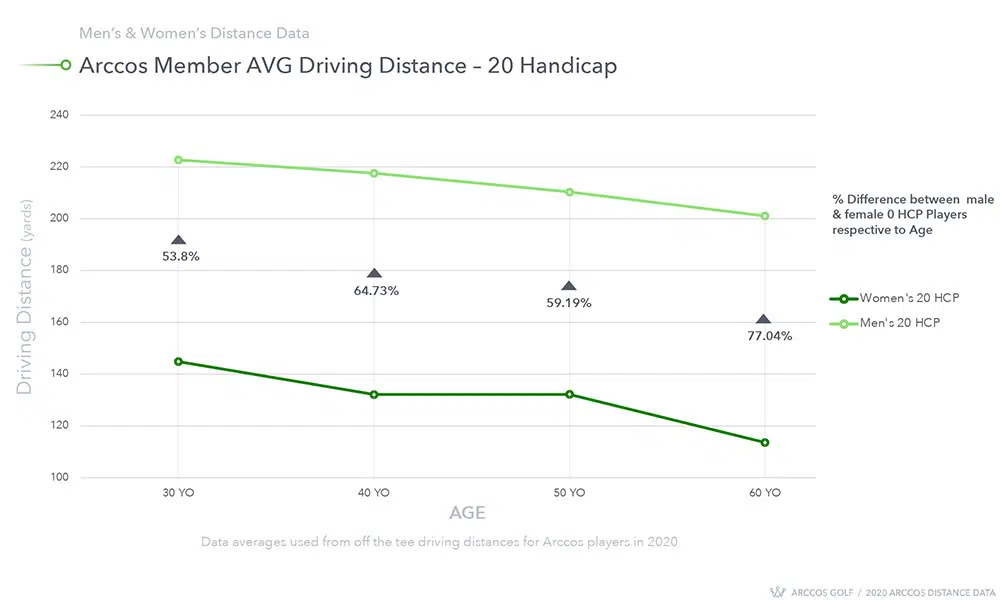 Men's & Women's Distance Data
Arccos Member AVG Driving Distance – 20 Handicap
240
220
200
180
160
140
120
100
Driving Distance (yards)
53.8%
64.73%
59.19%
77.04%
% Difference between male
& female 0 HCP Players
respective to Age
Women's 20 HCP
Men's 20 HCP
30 YO
40 YO
50 YO
60 YO
AGE
Data averages used from off the tee driving distances for Arccos players in 2020
ARCCOS GOLF / 2020 ARCCOS DISTANCE DATA